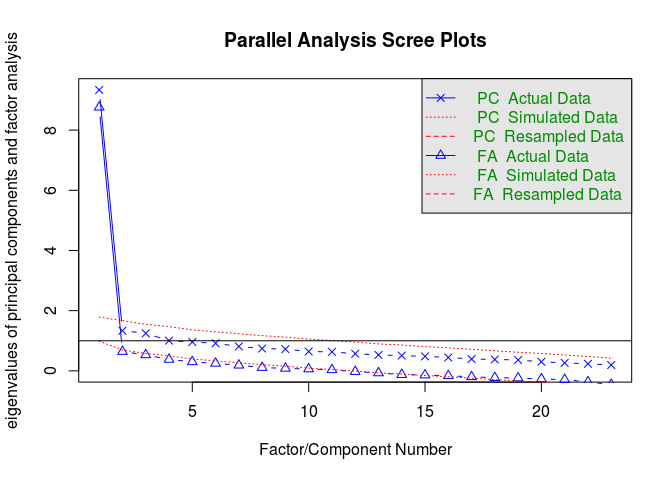 Parallel Analysis Scree Plots
eigenvalues of principal components and factor analysis
8
6
4
2
0
PC Actual Data
PC Simulated Data
PC Resampled Data
FA Actual Data
FA Simulated Data
FA Resampled Data
5 10 15 20
Factor/Component Number